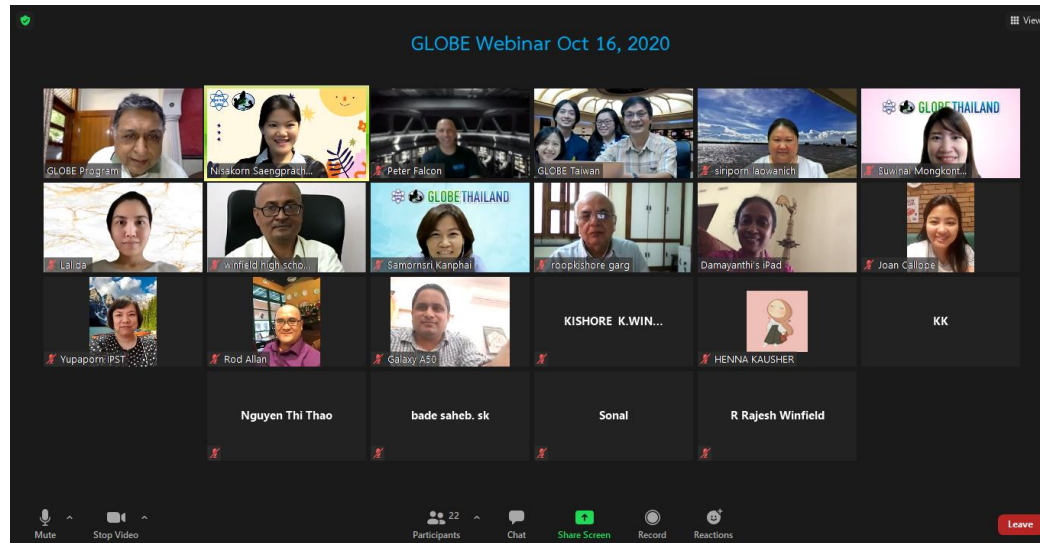 View
GLOBE Webinar Oct 16, 2020
GLOBE Program
Nisakorn Saengprach...
Peter Falcon
GLOBE Taiwan
siriporn laowanich
GLOBE THAILAND
Suwinai Mongkont...
Lalida
winfield high scho...
GLOBE THAILAND
Samornsri Kanphai
roopkishore garg
Damayanthi's iPad
Joan Callope
Yupaporn IPST
Rod Allan
Galaxy A50
KISHORE K.WIN...
HENNA KAUSHER
KK
Nguyen Thi Thao
bade saheb. sk
Sonal
R Rajesh Winfield
Mute
Stop Video
22
Participants
Chat
Share Screen
Record
Reactions
Leave